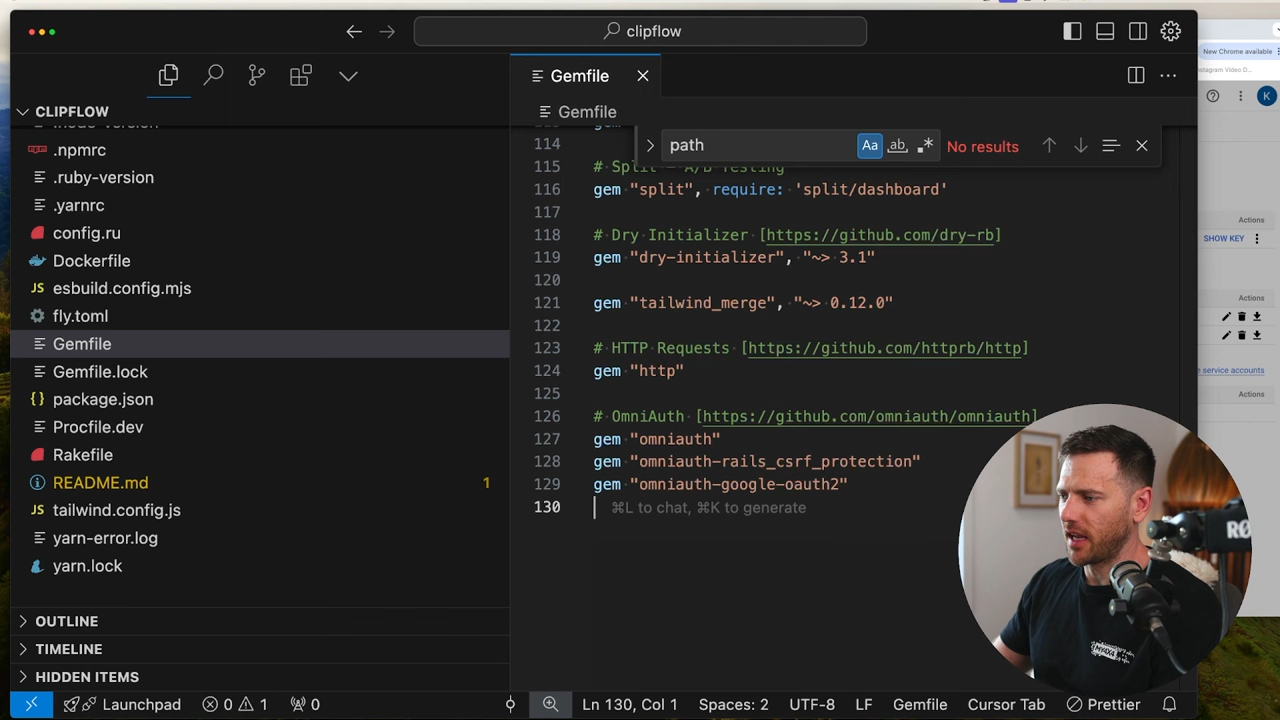 clipflow
New Chrome available
Gemfile
CLIPFLOW
Gemfile
.npmrc
.ruby-version
.yarnrc
config.ru
Dockerfile
esbuild.config.mjs
fly.toml
Gemfile
Gemfile.lock
package.json
Procfile.dev
Rakefile
README.md 1
tailwind.config.js
yarn-error.log
yarn.lock
OUTLINE
TIMELINE
HIDDEN ITEMS
path Aa ab .* No results
114
115 # Split - A/B Testing
116 gem "split", require: 'split/dashboard'
117
118 # Dry Initializer [https://github.com/dry-rb]
119 gem "dry-initializer", "~> 3.1"
120
121 gem "tailwind_merge", "~> 0.12.0"
122
123 # HTTP Requests [https://github.com/httprb/http]
124 gem "http"
125
126 # OmniAuth [https://github.com/omniauth/omniauth]
127 gem "omniauth"
128 gem "omniauth-rails_csrf_protection"
129 gem "omniauth-google-oauth2"
130 ⌘L to chat, ⌘K to generate
K
Actions
SHOW KEY
Actions
service accounts
Actions
RØ
Launchpad 0 1 0 Ln 130, Col 1 Spaces: 2 UTF-8 LF Gemfile Cursor Tab Prettier